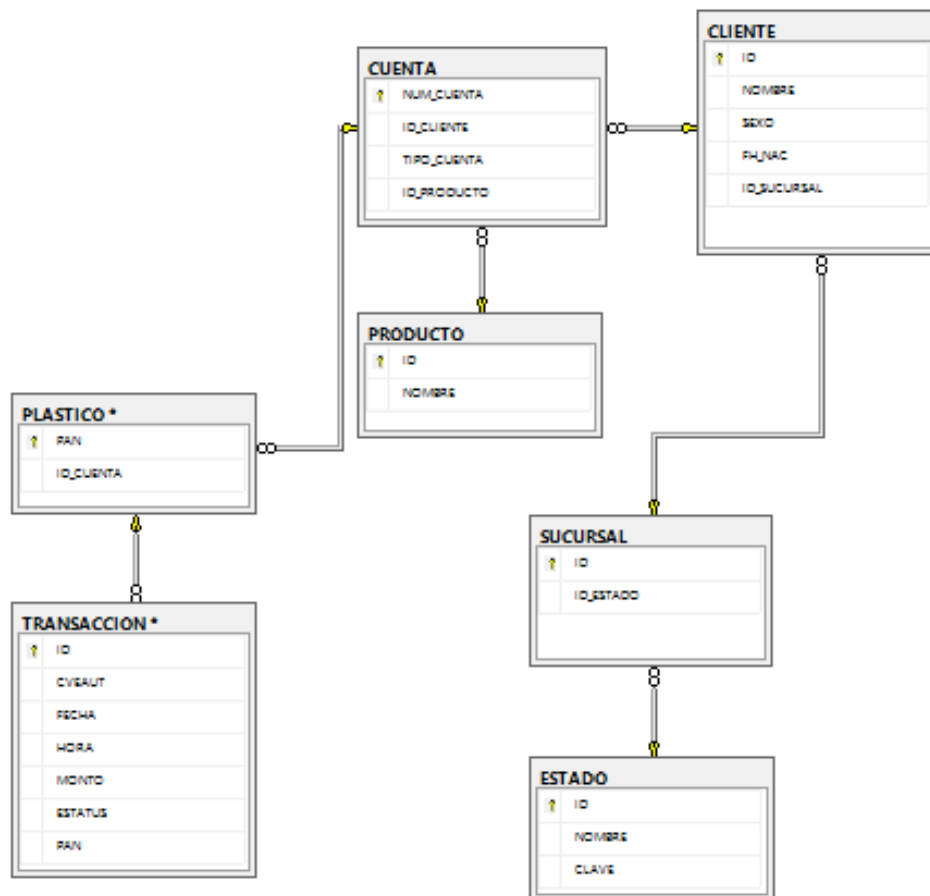 CLIENTE
ID
NOMBRE
SEXO
FH_NAC
ID_SUCURSAL
CUENTA
NUM_CUENTA
ID_CLIENTE
TIPO_CUENTA
ID_PRODUCTO
PRODUCTO
ID
NOMBRE
PLASTICO *
PAN
ID_CUENTA
SUCURSAL
ID
ID_ESTADO
TRANSACCION *
ID
CVEAUT
FECHA
HORA
MONTO
ESTATUS
PAN
ESTADO
ID
NOMBRE
CLAVE